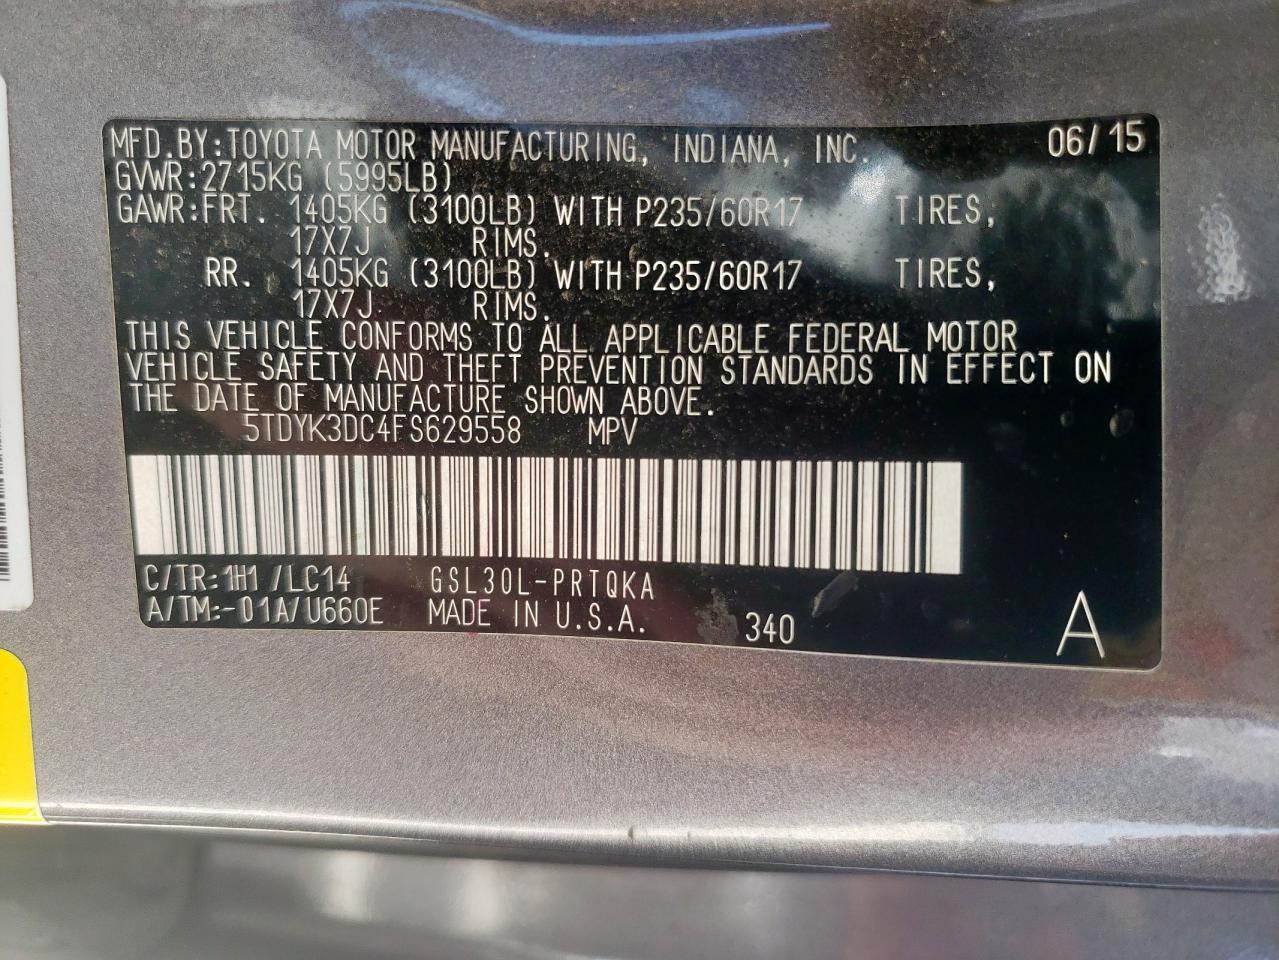 MFD. BY: TOYOTA MOTOR MANUFACTURING, INDIANA, INC. 06/15
GVWR: 2715KG (5995LB)
GAWR: FRT. 1405KG (3100LB) WITH P235/60R17 TIRES,
17X7J RIMS.
RR. 1405KG (3100LB) WITH P235/60R17 TIRES,
17X7J RIMS.
THIS VEHICLE CONFORMS TO ALL APPLICABLE FEDERAL MOTOR
VEHICLE SAFETY AND THEFT PREVENTION STANDARDS IN EFFECT ON
THE DATE OF MANUFACTURE SHOWN ABOVE.
5TDYK3DC4FS629558 MPV
C/TR: 1H1 /LC14 GSL30L-PRTQKA
A/TM:-01A/U660E MADE IN U.S.A. 340 A